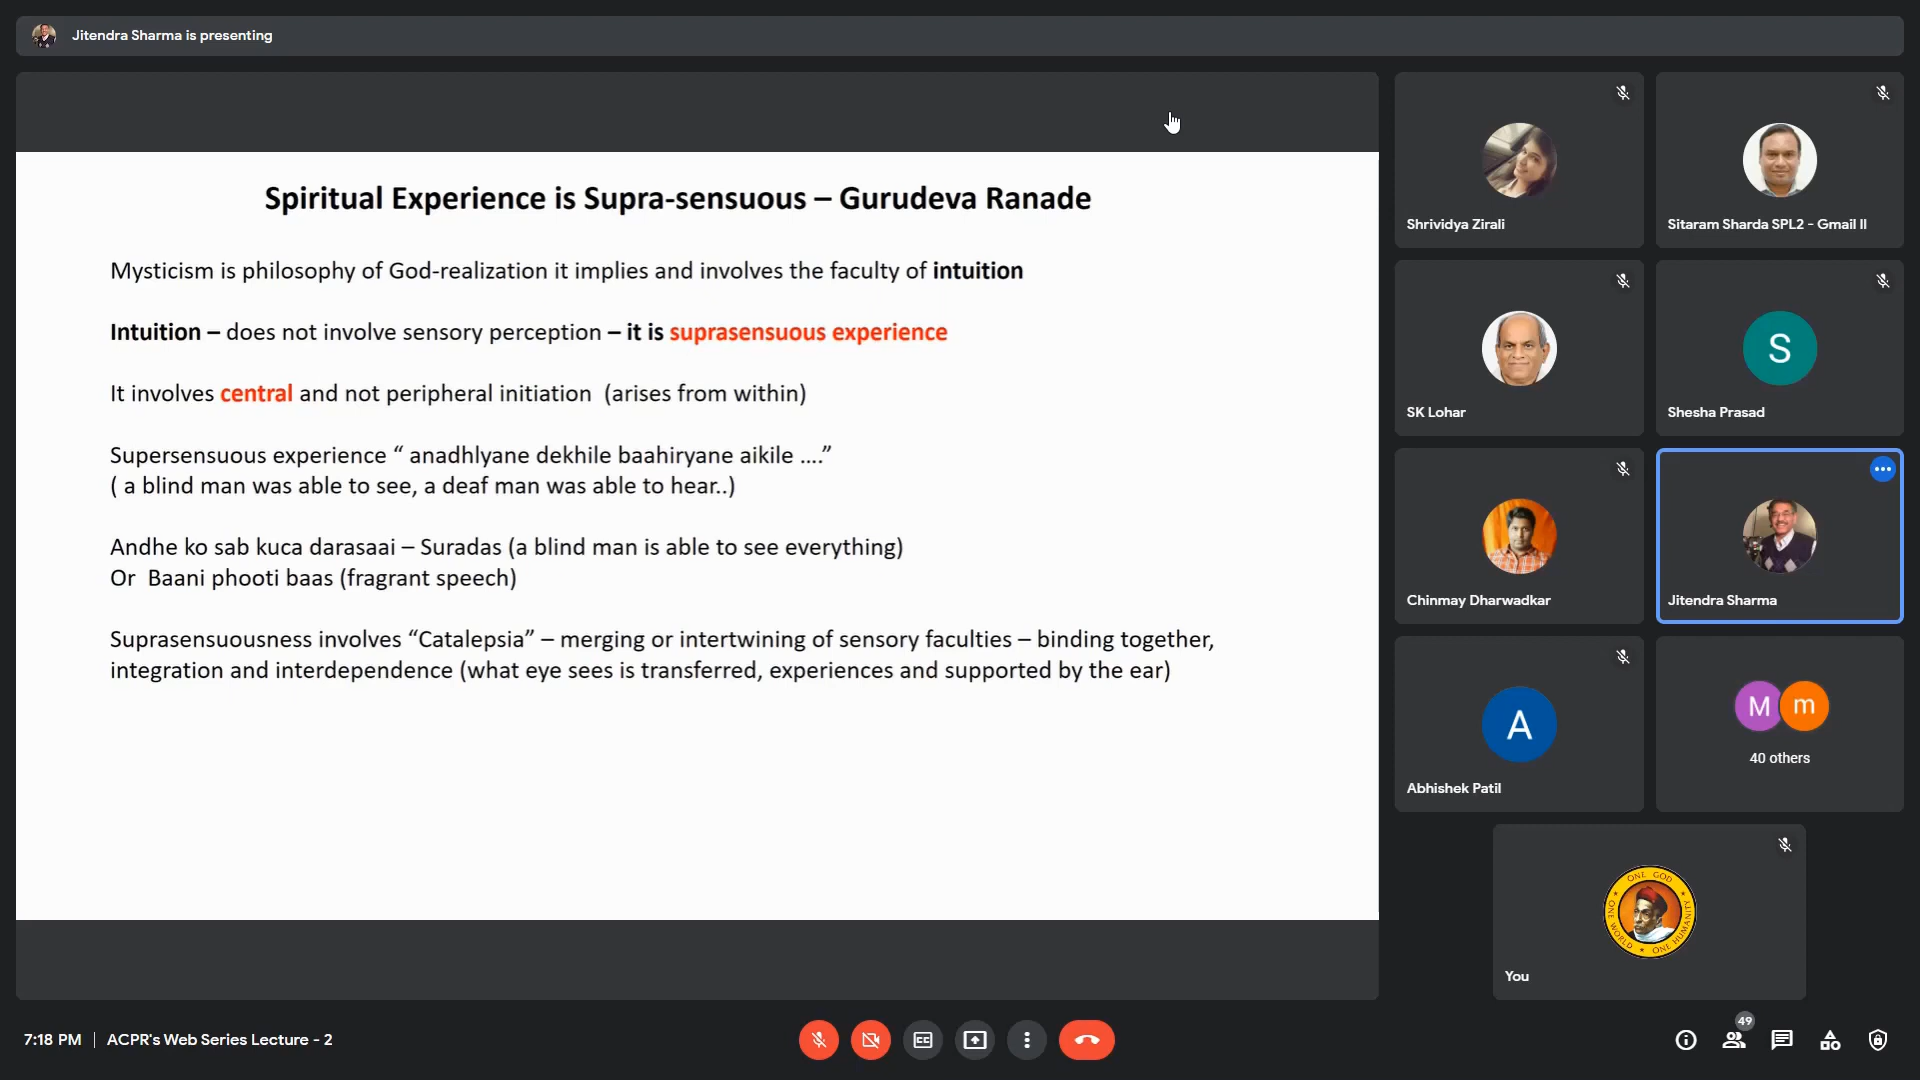 Jitendra Sharma is presenting
Spiritual Experience is Supra-sensuous – Gurudeva Ranade
Mysticism is philosophy of God-realization it implies and involves the faculty of intuition
Intuition – does not involve sensory perception – it is suprasensuous experience
It involves central and not peripheral initiation (arises from within)
Supersensuous experience “ anadhlyane dekhile baahiryane aikile ....”
( a blind man was able to see, a deaf man was able to hear..)
Andhe ko sab kuca darasaai – Suradas (a blind man is able to see everything)
Or Baani phooti baas (fragrant speech)
Suprasensuousness involves “Catalepsia” – merging or intertwining of sensory faculties – binding together,
integration and interdependence (what eye sees is transferred, experiences and supported by the ear)
Shrividya Zirali
Sitaram Sharda SPL2 - Gmail II
SK Lohar
S
Shesha Prasad
Chinmay Dharwadkar
Jitendra Sharma
A
Abhishek Patil
M m
40 others
ONE GOD
ONE WORLD
ONE HUMANITY
You
7:18 PM | ACPR's Web Series Lecture - 2
49